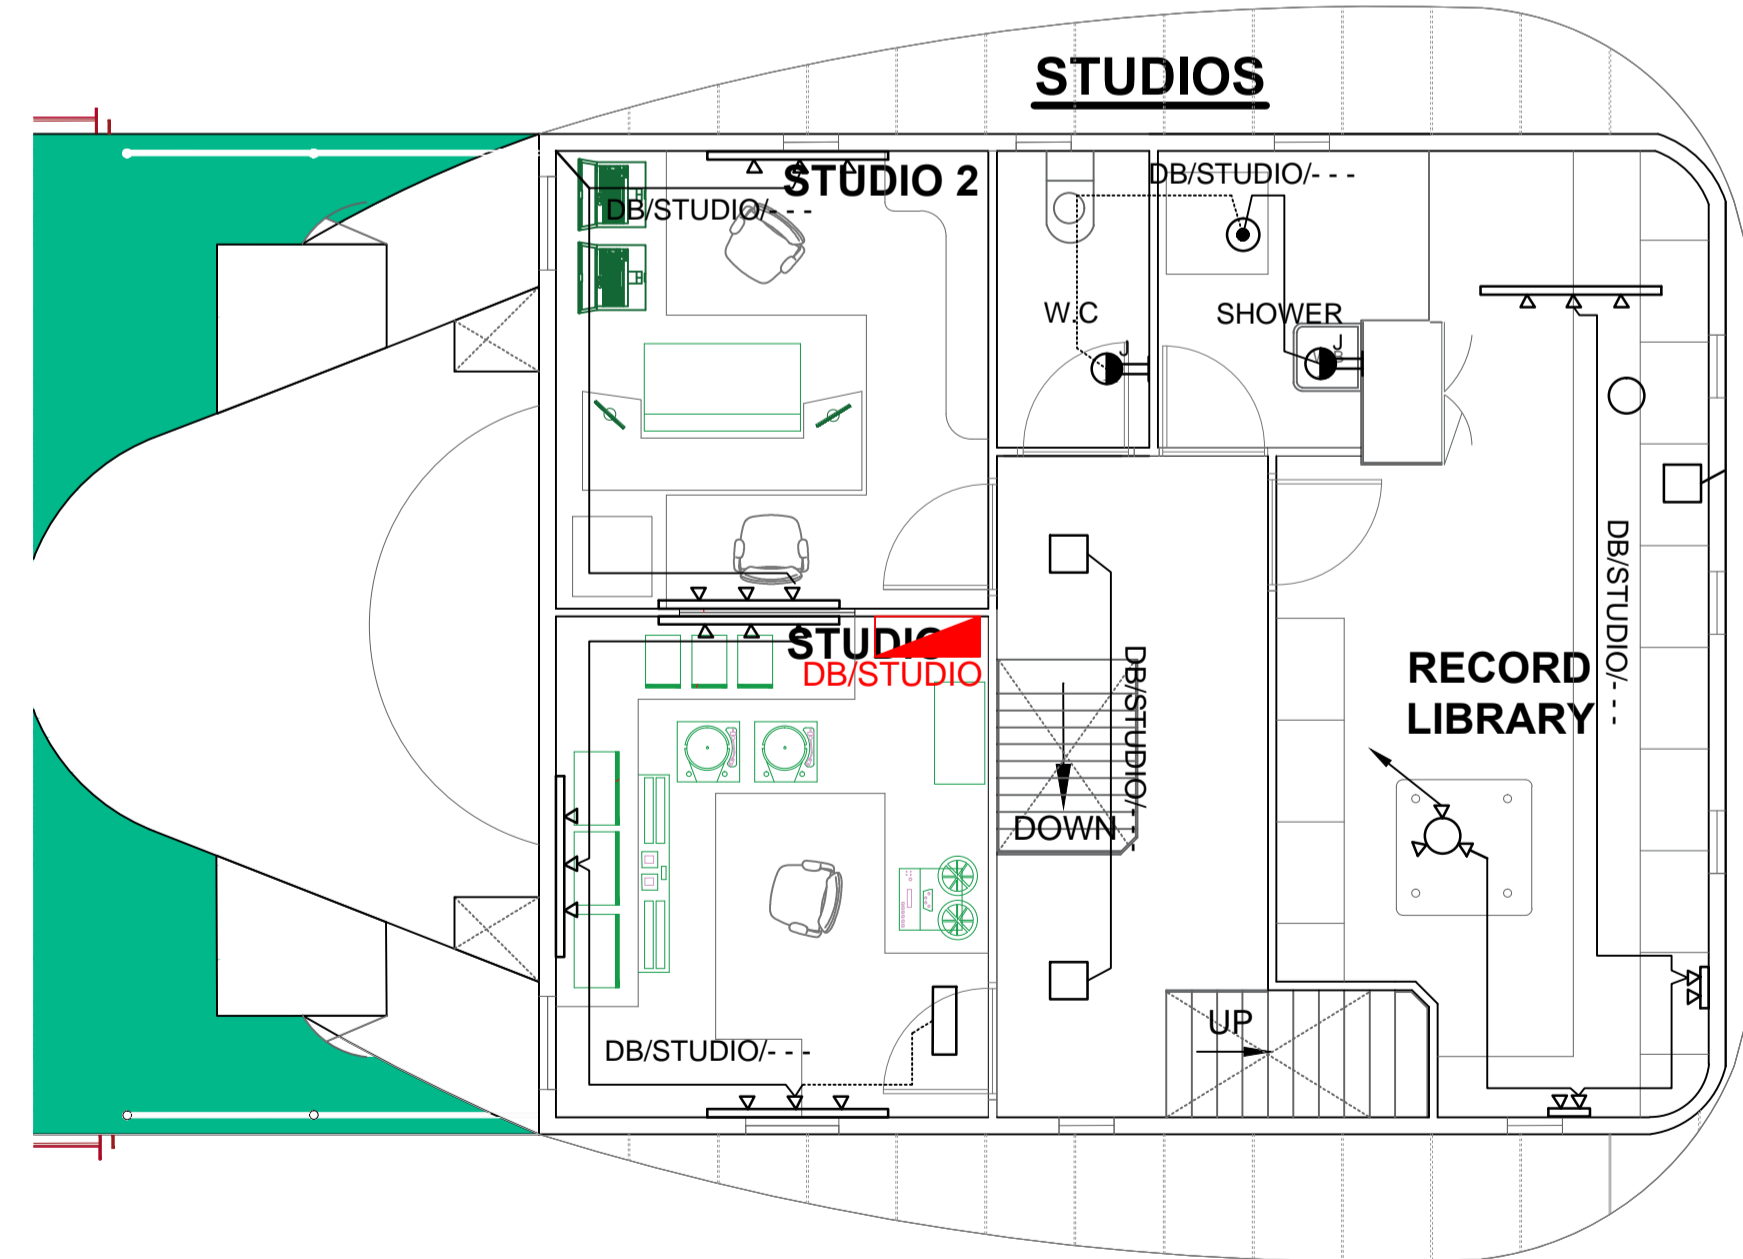 STUDIOS
STUDIO 2
DB/STUDIO/- - -
DB/STUDIO/- - -
W.C
SHOWER
J
J
DB/STUDIO/- - -
STUDIO
DB/STUDIO
DB/STUDIO/- - -
RECORD
LIBRARY
DOWN
UP
DB/STUDIO/- - -